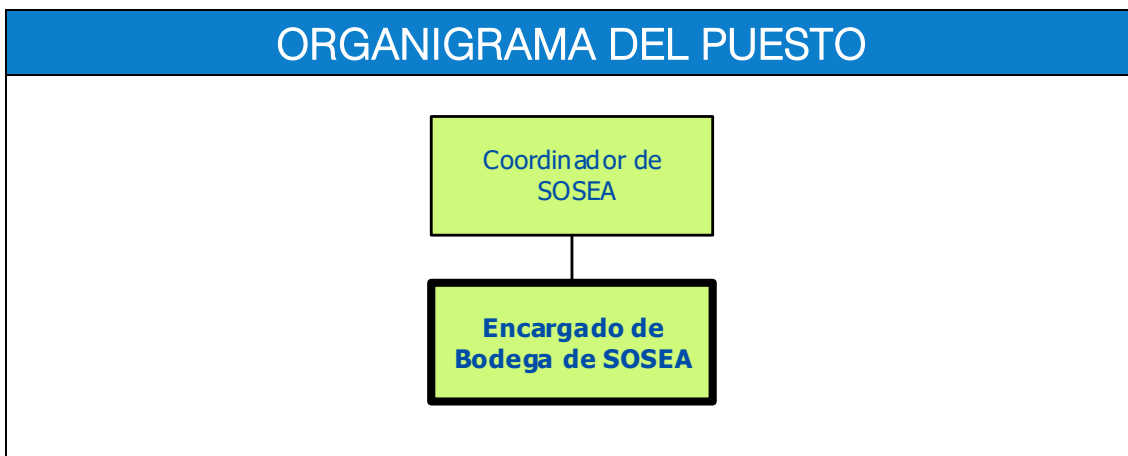 ORGANIGRAMA DEL PUESTO
Coordinador de
SOSEA
Encargado de
Bodega de SOSEA